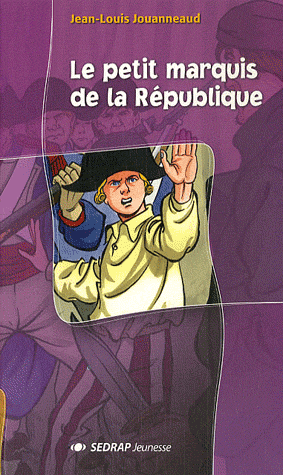 Jean-Louis Jouanneaud
Le petit marquis
de la République
SEDRAP Jeunesse